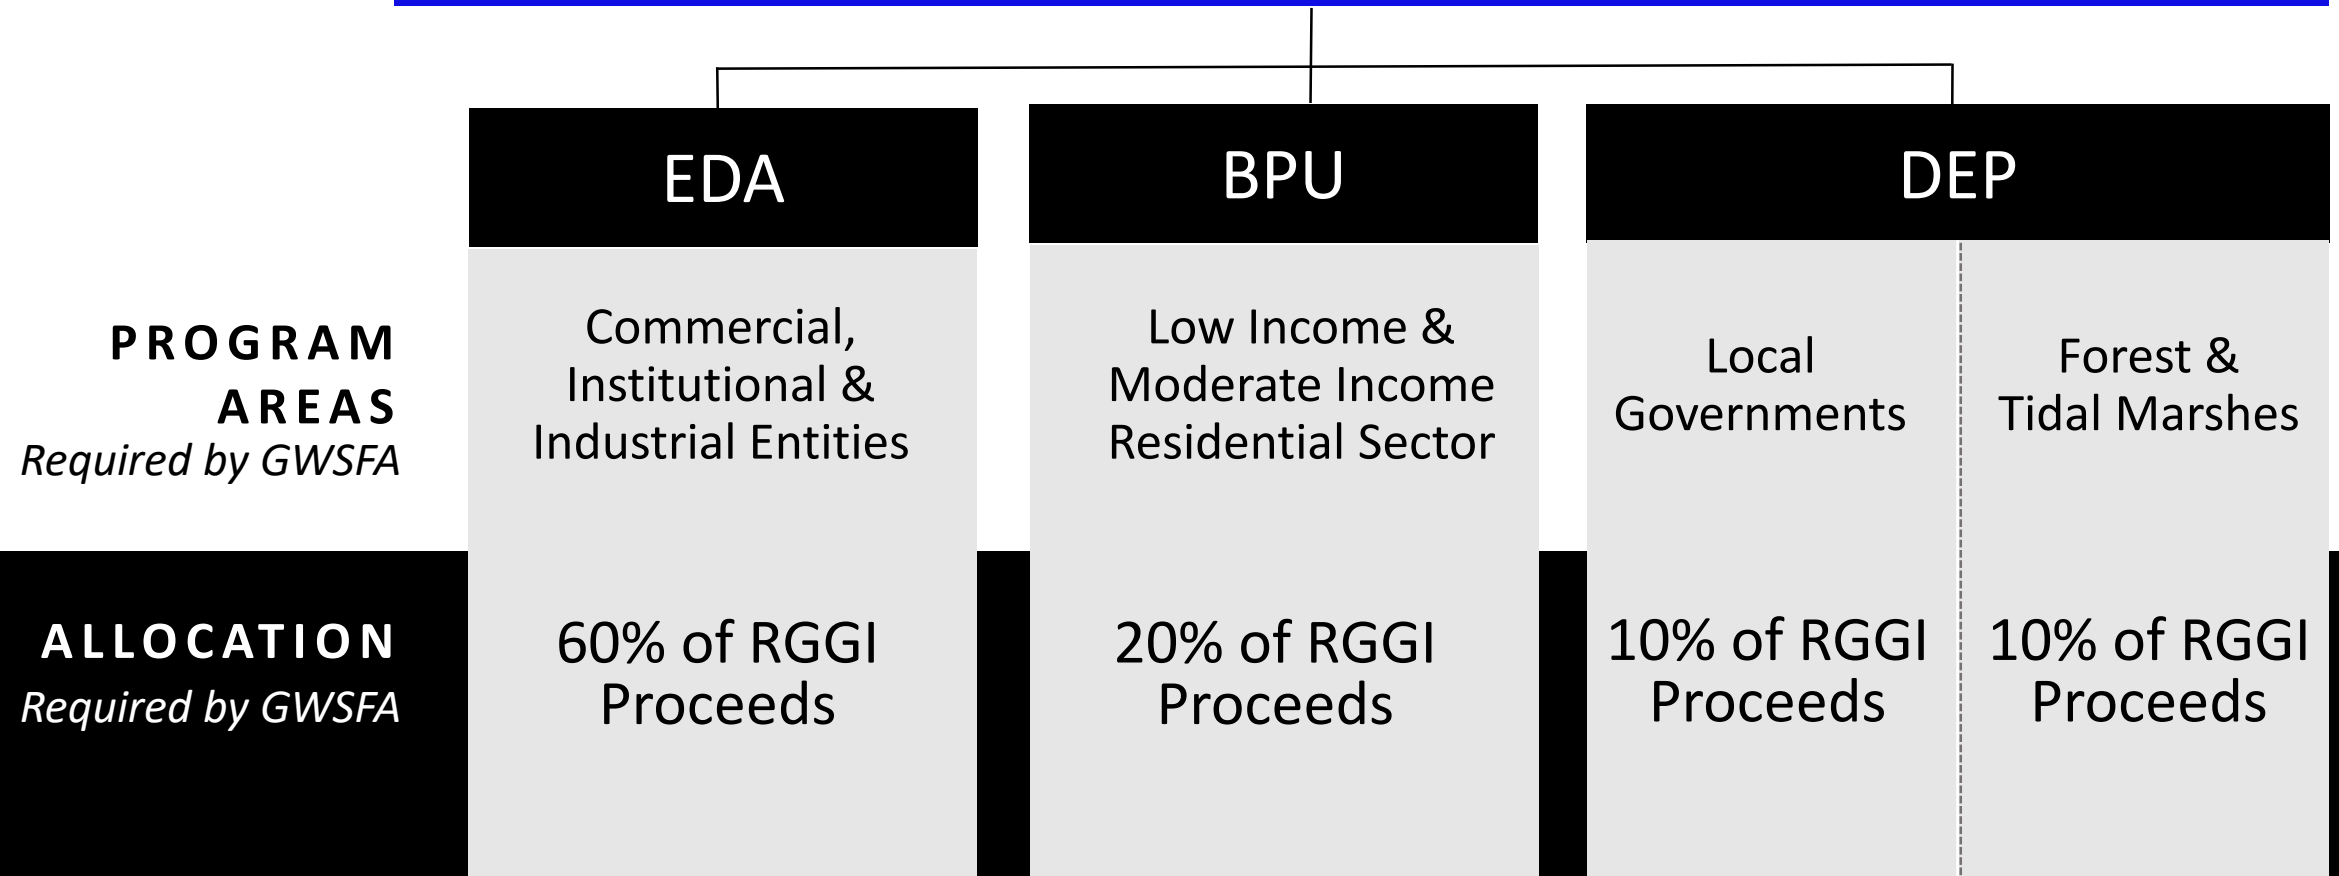 EDA
BPU
DEP
PROGRAM
AREAS
Required by GWSFA
Commercial,
Institutional &
Industrial Entities
Low Income &
Moderate Income
Residential Sector
Local
Governments
Forest &
Tidal Marshes
ALLOCATION
Required by GWSFA
60% of RGGI
Proceeds
20% of RGGI
Proceeds
10% of RGGI
Proceeds
10% of RGGI
Proceeds